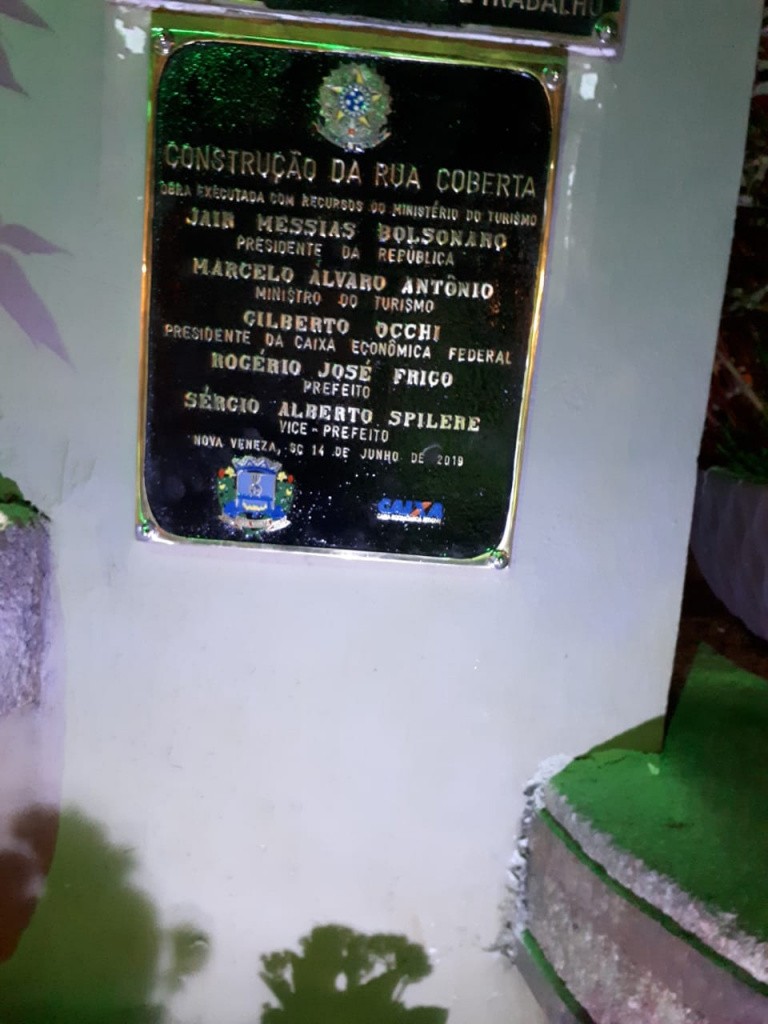 TRABALHO
CONSTRUÇÃO DA RUA COBERTA
OBRA EXECUTADA COM RECURSOS DO MINISTÉRIO DO TURISMO
JAIR MESSIAS BOLSONARO
PRESIDENTE DA REPÚBLICA
MARCELO ÁLVARO ANTÔNIO
MINISTRO DO TURISMO
GILBERTO OCCHI
PRESIDENTE DA CAIXA ECONÔMICA FEDERAL
ROGÉRIO JOSÉ FRIGO
PREFEITO
SÉRGIO ALBERTO SPILERE
VICE-PREFEITO
NOVA VENEZA, SC 14 DE JUNHO DE 2019
CAIXA